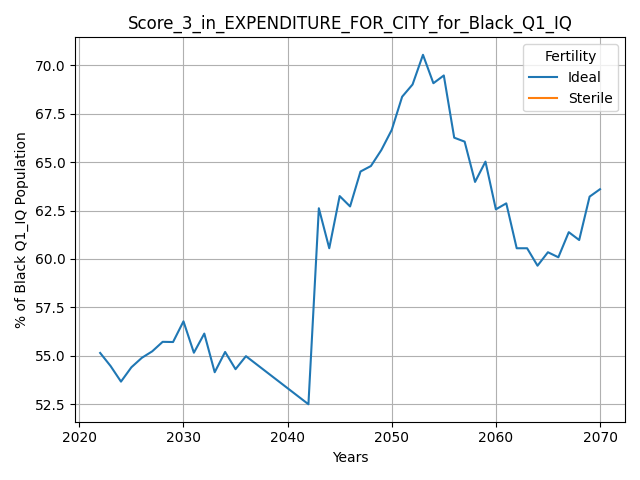 Score_3_in_EXPENDITURE_FOR_CITY_for_Black_Q1_IQ
Fertility
Ideal
Sterile
% of Black Q1_IQ Population
70.0
67.5
65.0
62.5
60.0
57.5
55.0
52.5
2020
2030
2040
2050
2060
2070
Years